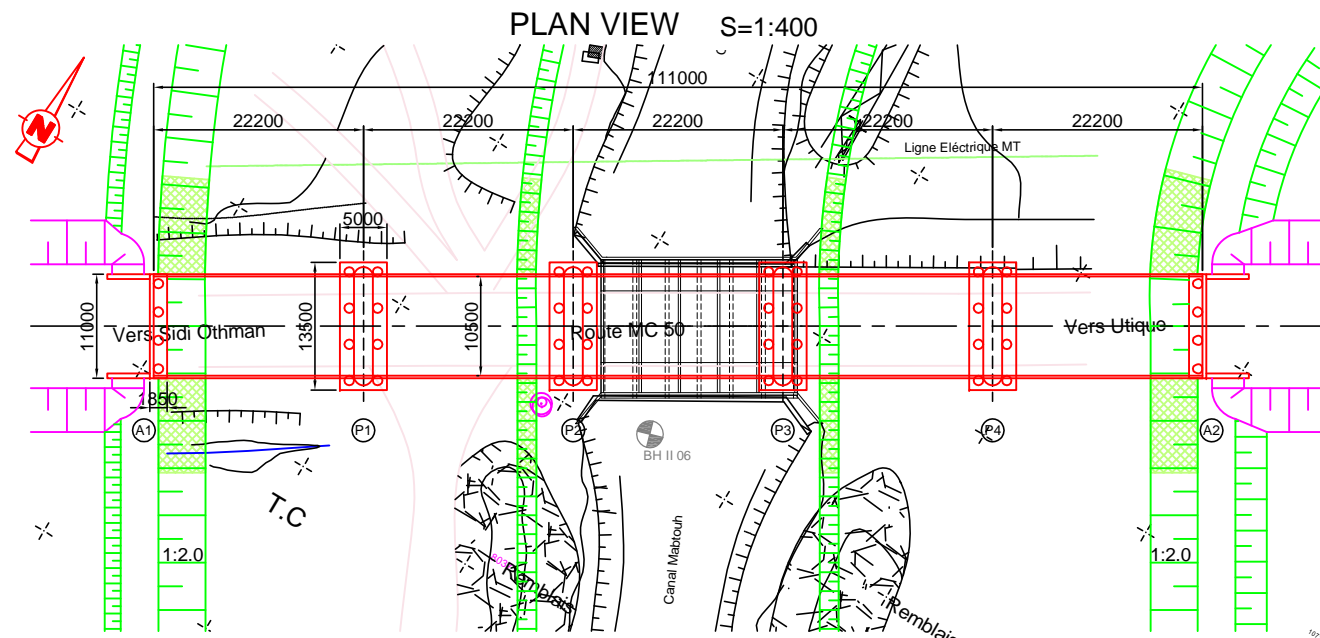 PLAN VIEW S=1:400
111000
22200 22200 22200 22200 22200
N
Ligne Eléctrique MT
5000
11000
13500
10500
Vers Sidi Othman
Route MC 50
Vers Utique
1850
A1 P1 P2 P3 P4 A2
BH II 06
T.C
1:2.0
1:2.0
Canal Mabtouh
Remblais
Remblais